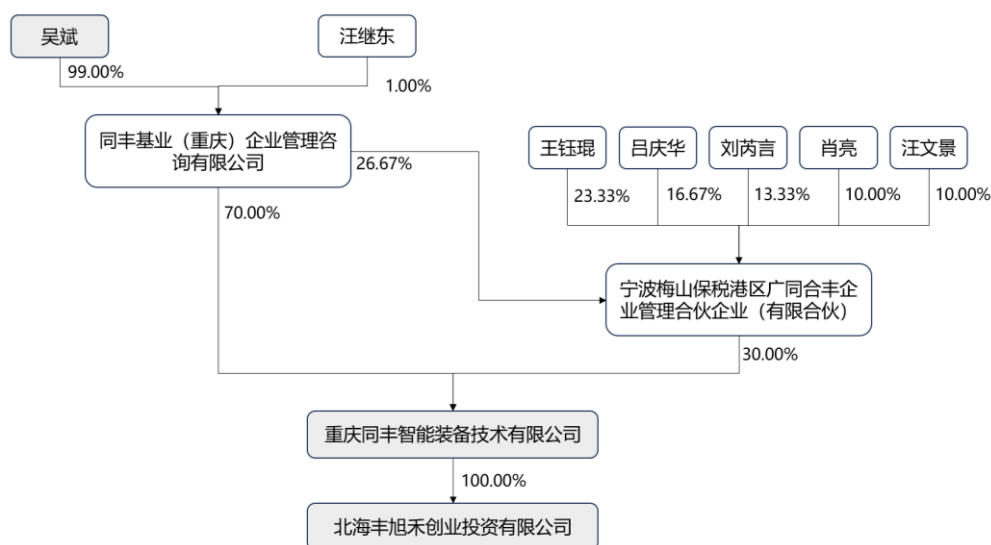 吴斌
汪继东
99.00%
1.00%
同丰基业（重庆）企业管理咨
询有限公司
26.67%
70.00%
王钰琨
吕庆华
刘芮言
肖亮
汪文景
23.33%
16.67%
13.33%
10.00%
10.00%
宁波梅山保税港区广同合丰企
业管理合伙企业（有限合伙）
30.00%
重庆同丰智能装备技术有限公司
100.00%
北海丰旭禾创业投资有限公司